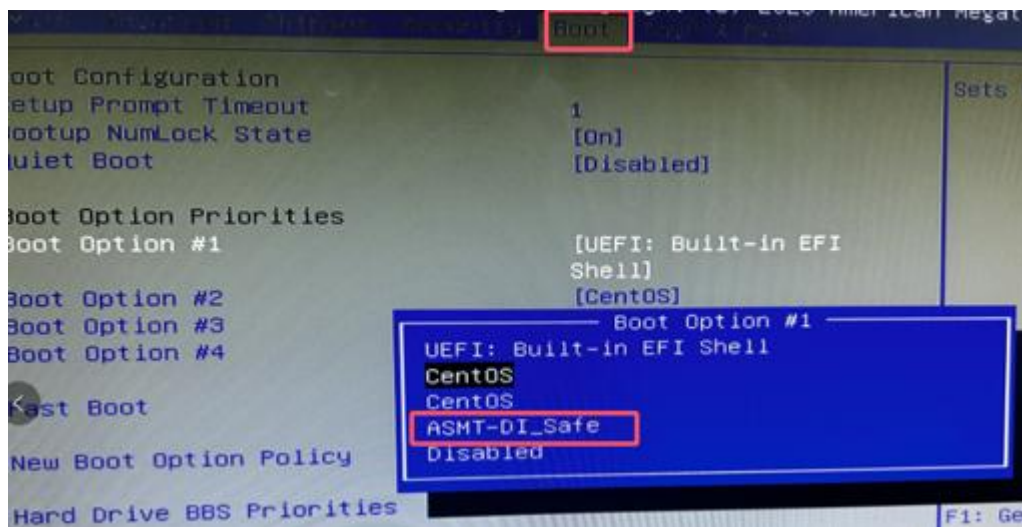 American Megat
Boot
oot Configuration
etup Prompt Timeout 1
ootup NumLock State [On]
uiet Boot [Disabled]
Sets
oot Option Priorities
Boot Option #1 [UEFI: Built-in EFI
Shell]
Boot Option #2 [CentOS]
Boot Option #3
Boot Option #4
Boot Option #1
UEFI: Built-in EFI Shell
CentOS
CentOS
ASMT-DI_Safe
Disabled
ast Boot
New Boot Option Policy
Hard Drive BBS Priorities
F1: Ge